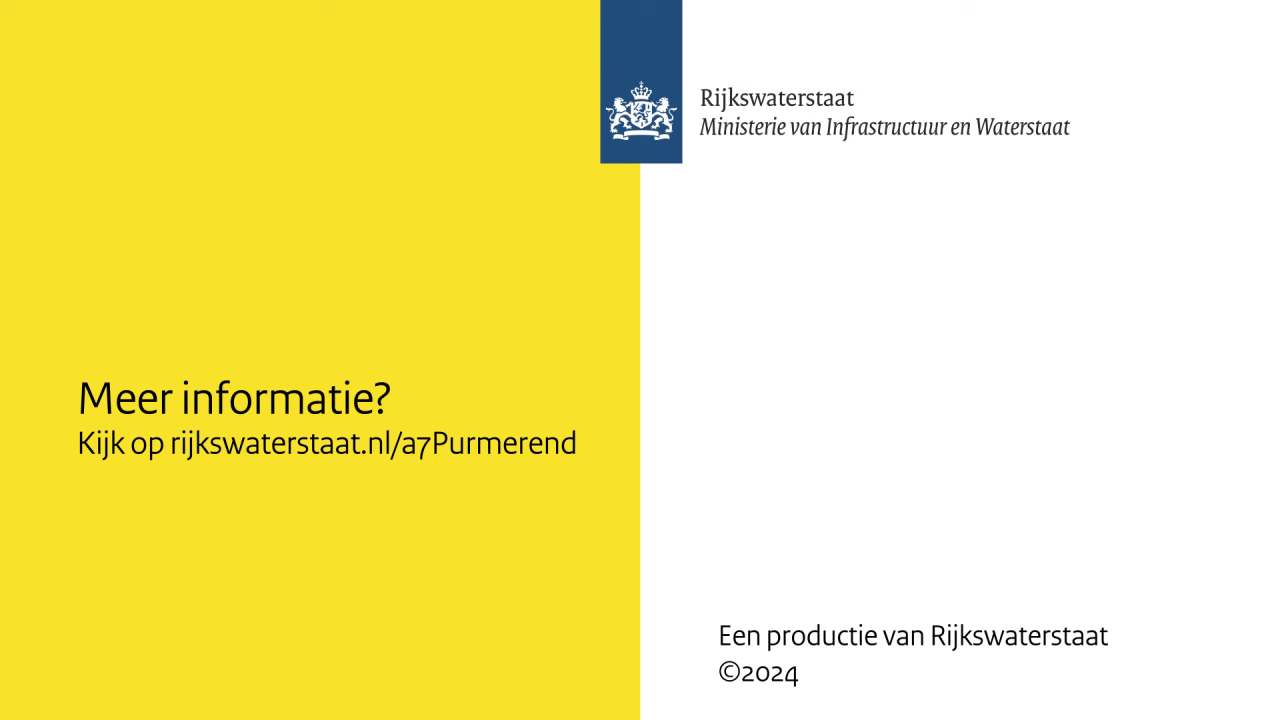 Rijkswaterstaat
Ministerie van Infrastructuur en Waterstaat
Meer informatie?
Kijk op rijkswaterstaat.nl/a7Purmerend
Een productie van Rijkswaterstaat
©2024